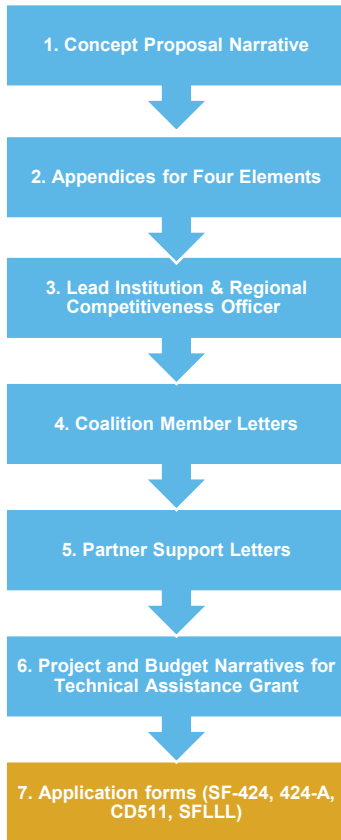 1. Concept Proposal Narrative
2. Appendices for Four Elements
3. Lead Institution & Regional
Competitiveness Officer
4. Coalition Member Letters
5. Partner Support Letters
6. Project and Budget Narratives for
Technical Assistance Grant
7. Application forms (SF-424, 424-A,
CD511, SFLLL)